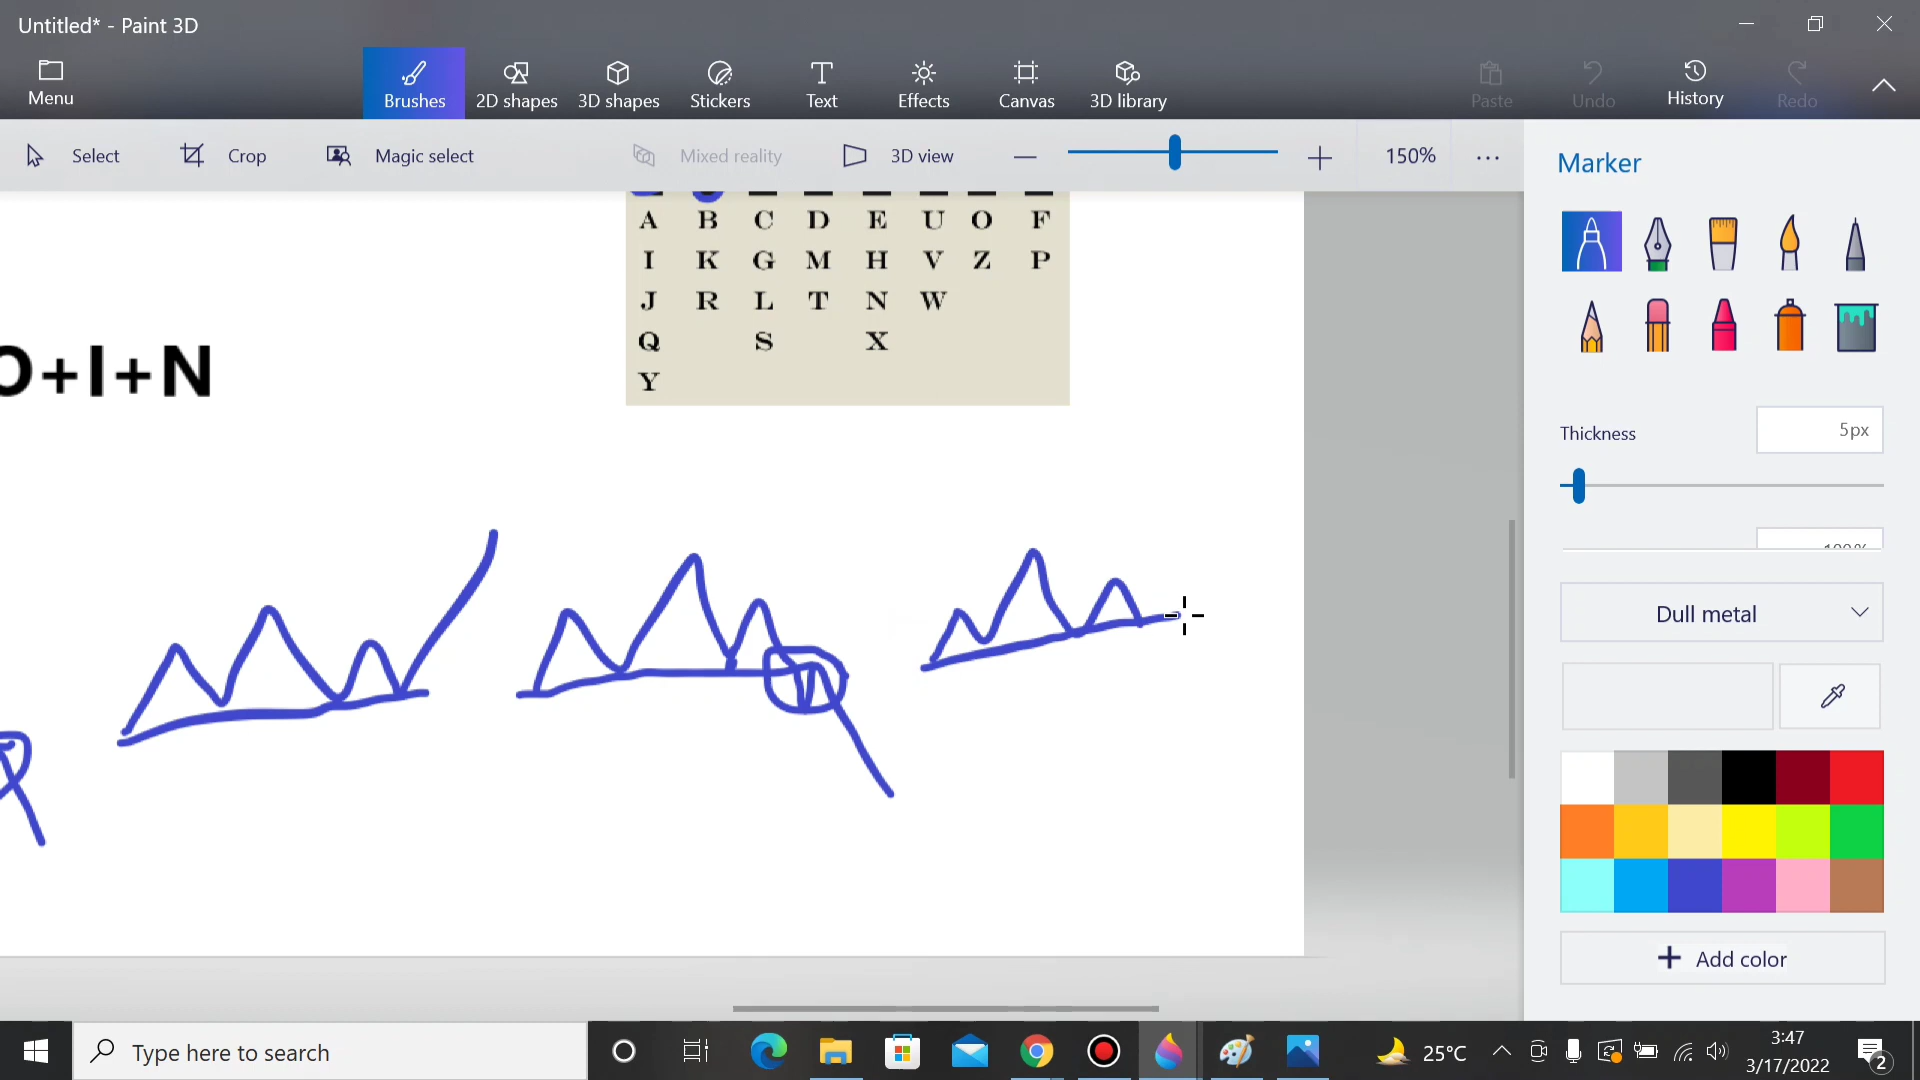 Untitled* - Paint 3D
Menu
Brushes
2D shapes
3D shapes
Stickers
Text
Effects
Canvas
3D library
Paste
Undo
History
Redo
Select
Crop
Magic select
Mixed reality
3D view
150%
Marker
A B C D E U O F
I K G M H V Z P
J R L T N W
Q S X
Y
O+I+N
Thickness
5px
Dull metal
Add color
Type here to search
25°C
3:47
3/17/2022
2